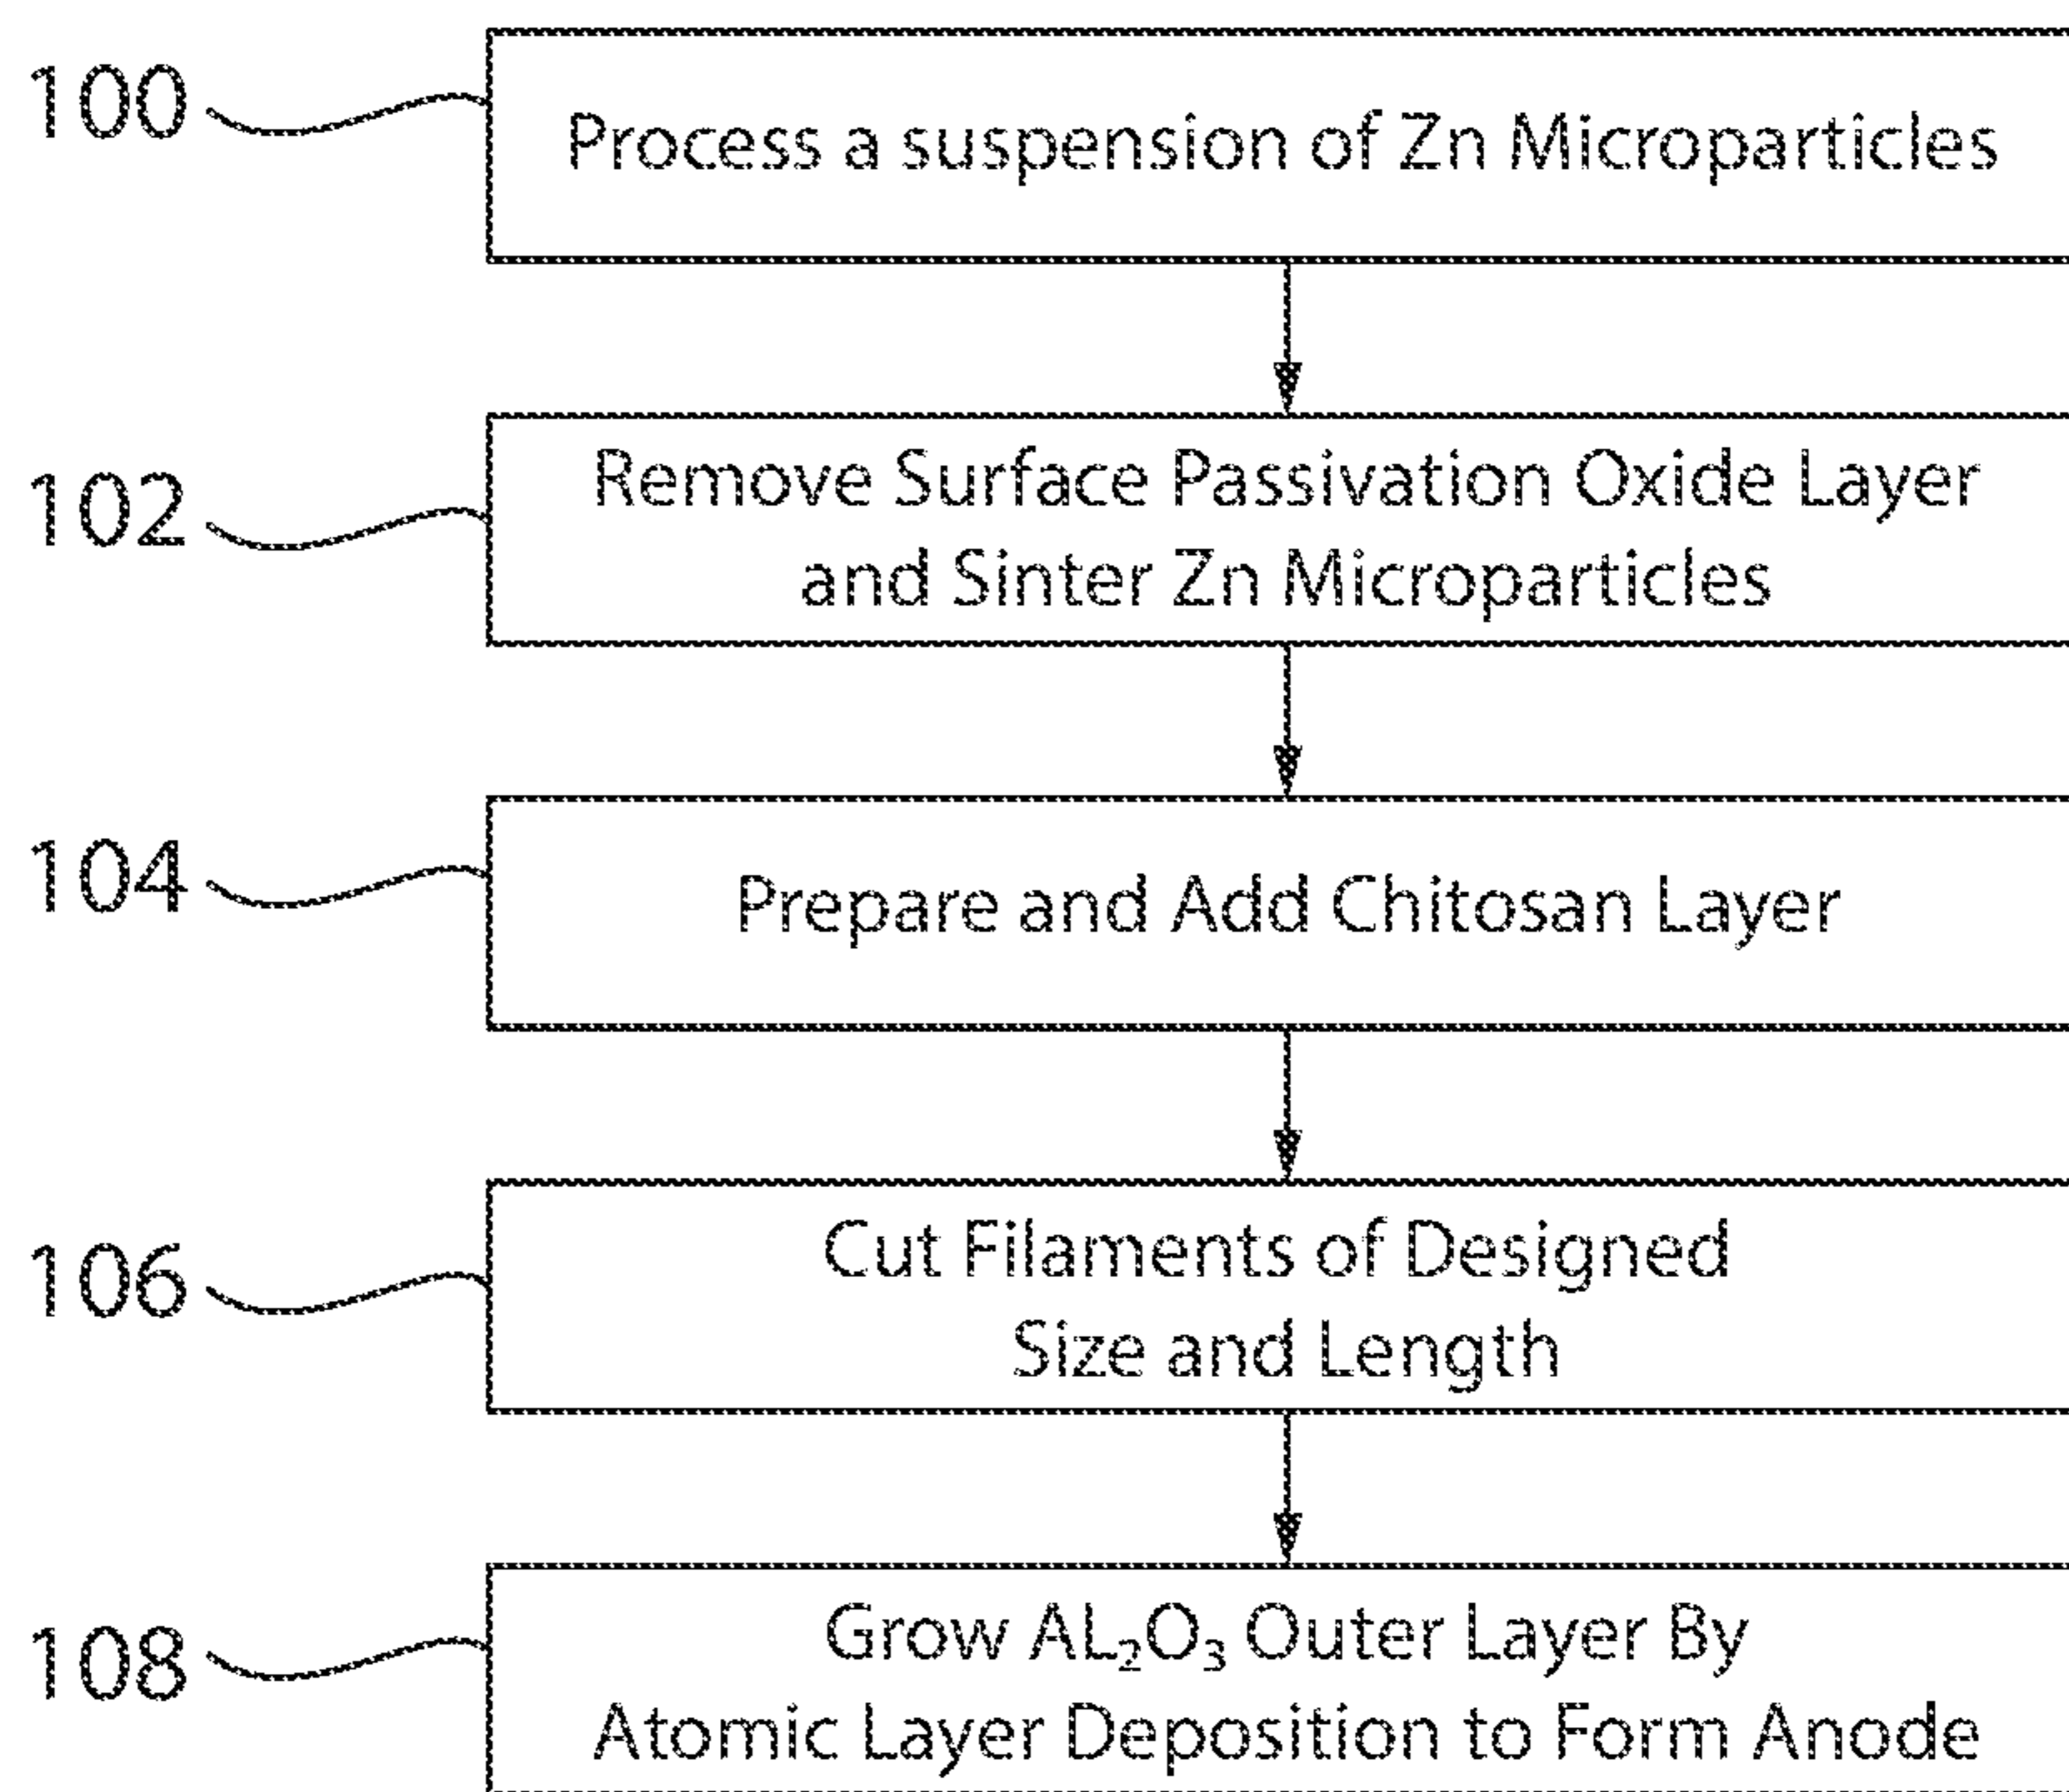 100
Process a suspension of Zn Microparticles
102
Remove Surface Passivation Oxide Layer
and Sinter Zn Microparticles
104
Prepare and Add Chitosan Layer
106
Cut Filaments of Designed
Size and Length
108
Grow AL₂O₃ Outer Layer By
Atomic Layer Deposition to Form Anode